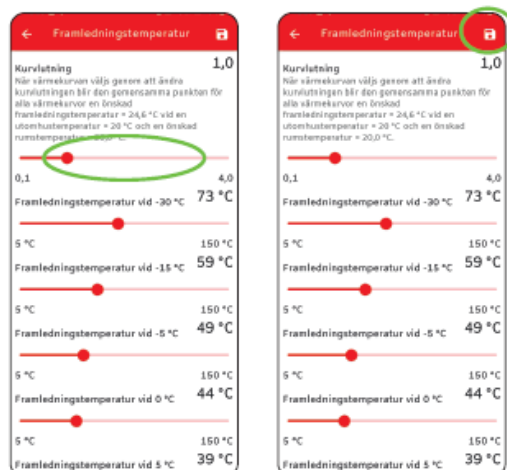 Framledningstemperatur
Kurvlutning 1,0
När värmekurvan väljs genom att ändra
kurvlutningen blir den gemensamma punkten för
alla värmekurvor en önskad
framledningstemperatur = 24,6 °C vid en
utomhustemperatur = 20 °C och en önskad
rumstemperatur = 20,0 °C.
0,1 4,0
Framledningstemperatur vid -30 °C 73 °C
5 °C 150 °C
Framledningstemperatur vid -15 °C 59 °C
5 °C 150 °C
Framledningstemperatur vid -5 °C 49 °C
5 °C 150 °C
Framledningstemperatur vid 0 °C 44 °C
5 °C 150 °C
Framledningstemperatur vid 5 °C 39 °C
Framledningstemperatur
Kurvlutning 1,0
När värmekurvan väljs genom att ändra
kurvlutningen blir den gemensamma punkten för
alla värmekurvor en önskad
framledningstemperatur = 24,6 °C vid en
utomhustemperatur = 20 °C och en önskad
rumstemperatur = 20,0 °C.
0,1 4,0
Framledningstemperatur vid -30 °C 73 °C
5 °C 150 °C
Framledningstemperatur vid -15 °C 59 °C
5 °C 150 °C
Framledningstemperatur vid -5 °C 49 °C
5 °C 150 °C
Framledningstemperatur vid 0 °C 44 °C
5 °C 150 °C
Framledningstemperatur vid 5 °C 39 °C